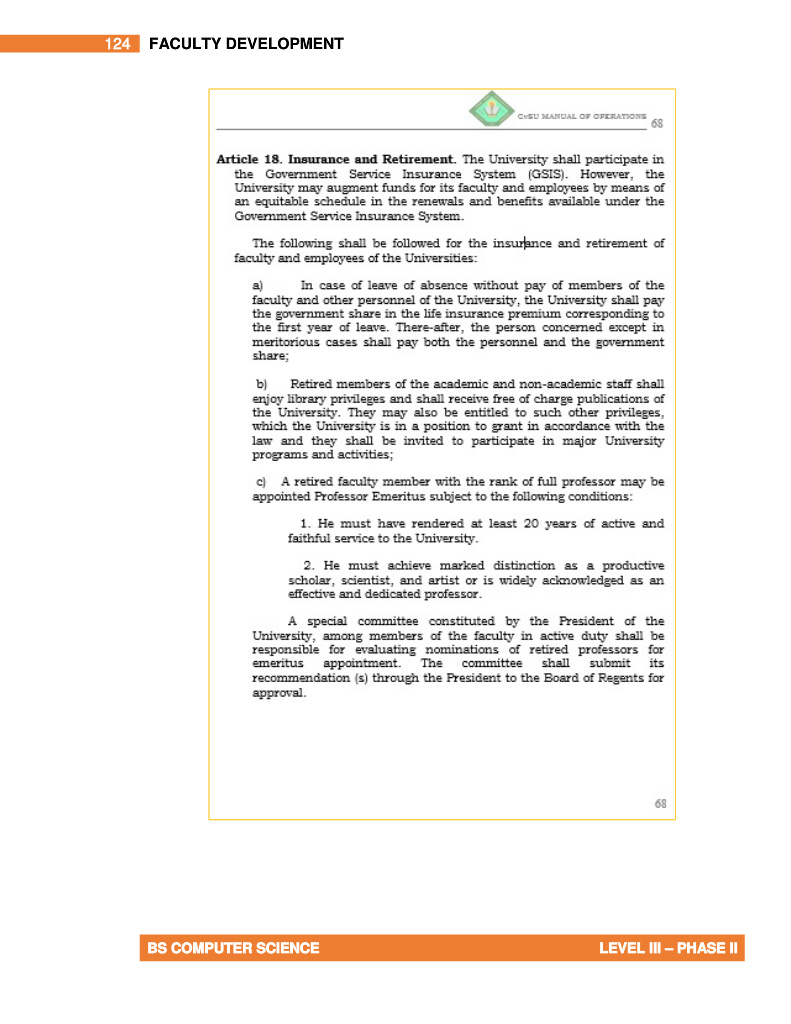 124 FACULTY DEVELOPMENT
CvSU MANUAL OF OPERATIONS 68
Article 18. Insurance and Retirement. The University shall participate in
the Government Service Insurance System (GSIS). However, the
University may augment funds for its faculty and employees by means of
an equitable schedule in the renewals and benefits available under the
Government Service Insurance System.
The following shall be followed for the insurance and retirement of
faculty and employees of the Universities:
a) In case of leave of absence without pay of members of the
faculty and other personnel of the University, the University shall pay
the government share in the life insurance premium corresponding to
the first year of leave. There-after, the person concerned except in
meritorious cases shall pay both the personnel and the government
share;
b) Retired members of the academic and non-academic staff shall
enjoy library privileges and shall receive free of charge publications of
the University. They may also be entitled to such other privileges,
which the University is in a position to grant in accordance with the
law and they shall be invited to participate in major University
programs and activities;
c) A retired faculty member with the rank of full professor may be
appointed Professor Emeritus subject to the following conditions:
1. He must have rendered at least 20 years of active and
faithful service to the University.
2. He must achieve marked distinction as a productive
scholar, scientist, and artist or is widely acknowledged as an
effective and dedicated professor.
A special committee constituted by the President of the
University, among members of the faculty in active duty shall be
responsible for evaluating nominations of retired professors for
emeritus appointment. The committee shall submit its
recommendation (s) through the President to the Board of Regents for
approval.
68
BS COMPUTER SCIENCE LEVEL III – PHASE II